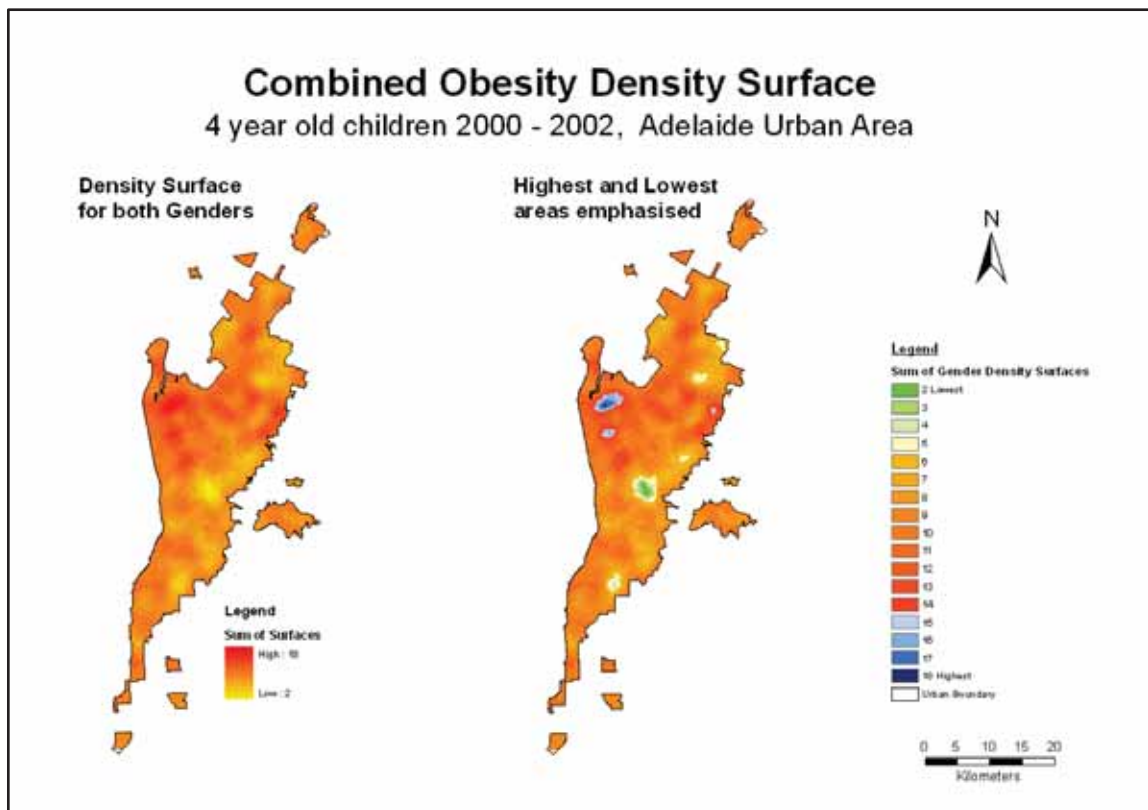 Combined Obesity Density Surface
4 year old children 2000 - 2002, Adelaide Urban Area
Density Surface
for both Genders
Highest and Lowest
areas emphasised
N
Legend
Sum of Surfaces
High : 18
Low : 2
Legend
Sum of Gender Density Surfaces
2 Lowest
3
4
5
6
7
8
9
10
11
12
13
14
15
16
17
18 Highest
Urban Boundary
0 5 10 15 20
Kilometers